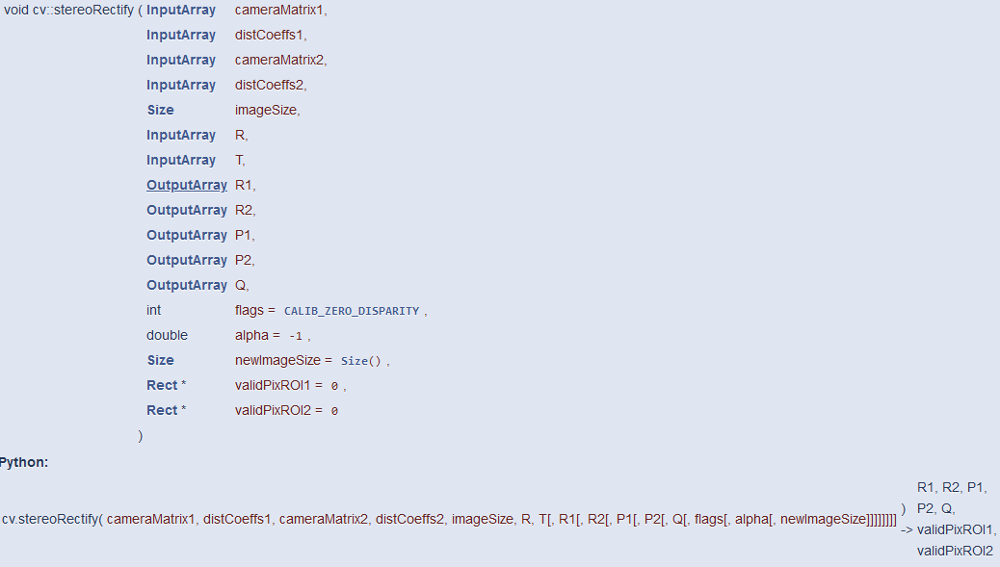 void cv::stereoRectify ( InputArray cameraMatrix1,
InputArray distCoeffs1,
InputArray cameraMatrix2,
InputArray distCoeffs2,
Size imageSize,
InputArray R,
InputArray T,
OutputArray R1,
OutputArray R2,
OutputArray P1,
OutputArray P2,
OutputArray Q,
int flags = CALIB_ZERO_DISPARITY ,
double alpha = -1 ,
Size newImageSize = Size() ,
Rect * validPixROI1 = 0 ,
Rect * validPixROI2 = 0
)
Python:
cv.stereoRectify( cameraMatrix1, distCoeffs1, cameraMatrix2, distCoeffs2, imageSize, R, T[, R1[, R2[, P1[, P2[, Q[, flags[, alpha[, newImageSize]]]]]]]]
)
->
R1, R2, P1,
P2, Q,
validPixROI1,
validPixROI2